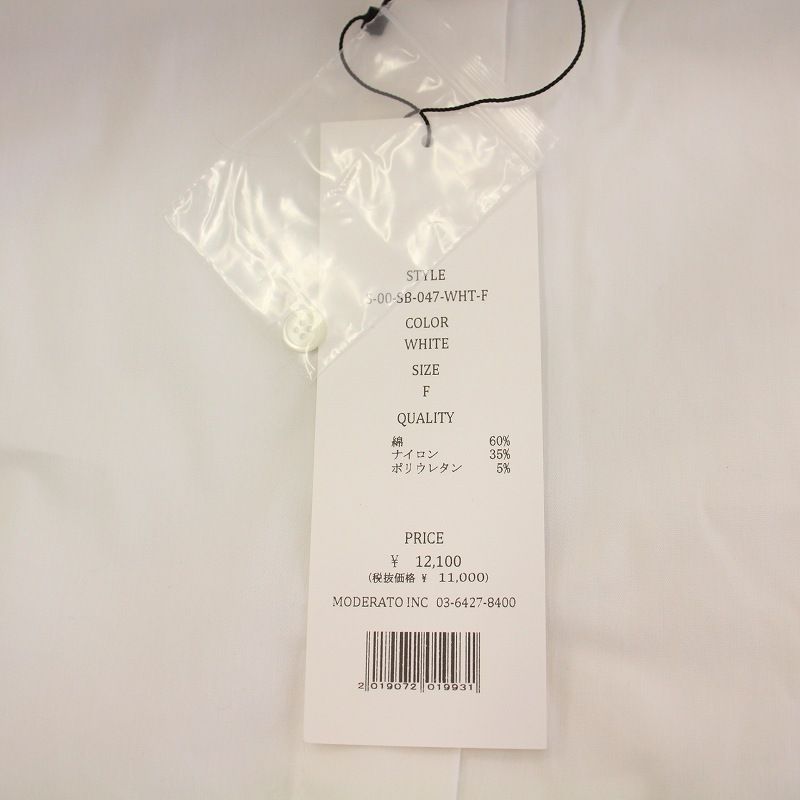 STYLE
5-00-SB-047-WHT-F
COLOR
WHITE
SIZE
F
QUALITY
綿 60%
ナイロン 35%
ポリウレタン 5%
PRICE
¥ 12,100
(税抜価格 ¥ 11,000)
MODERATO INC 03-6427-8400
2 019072 019931